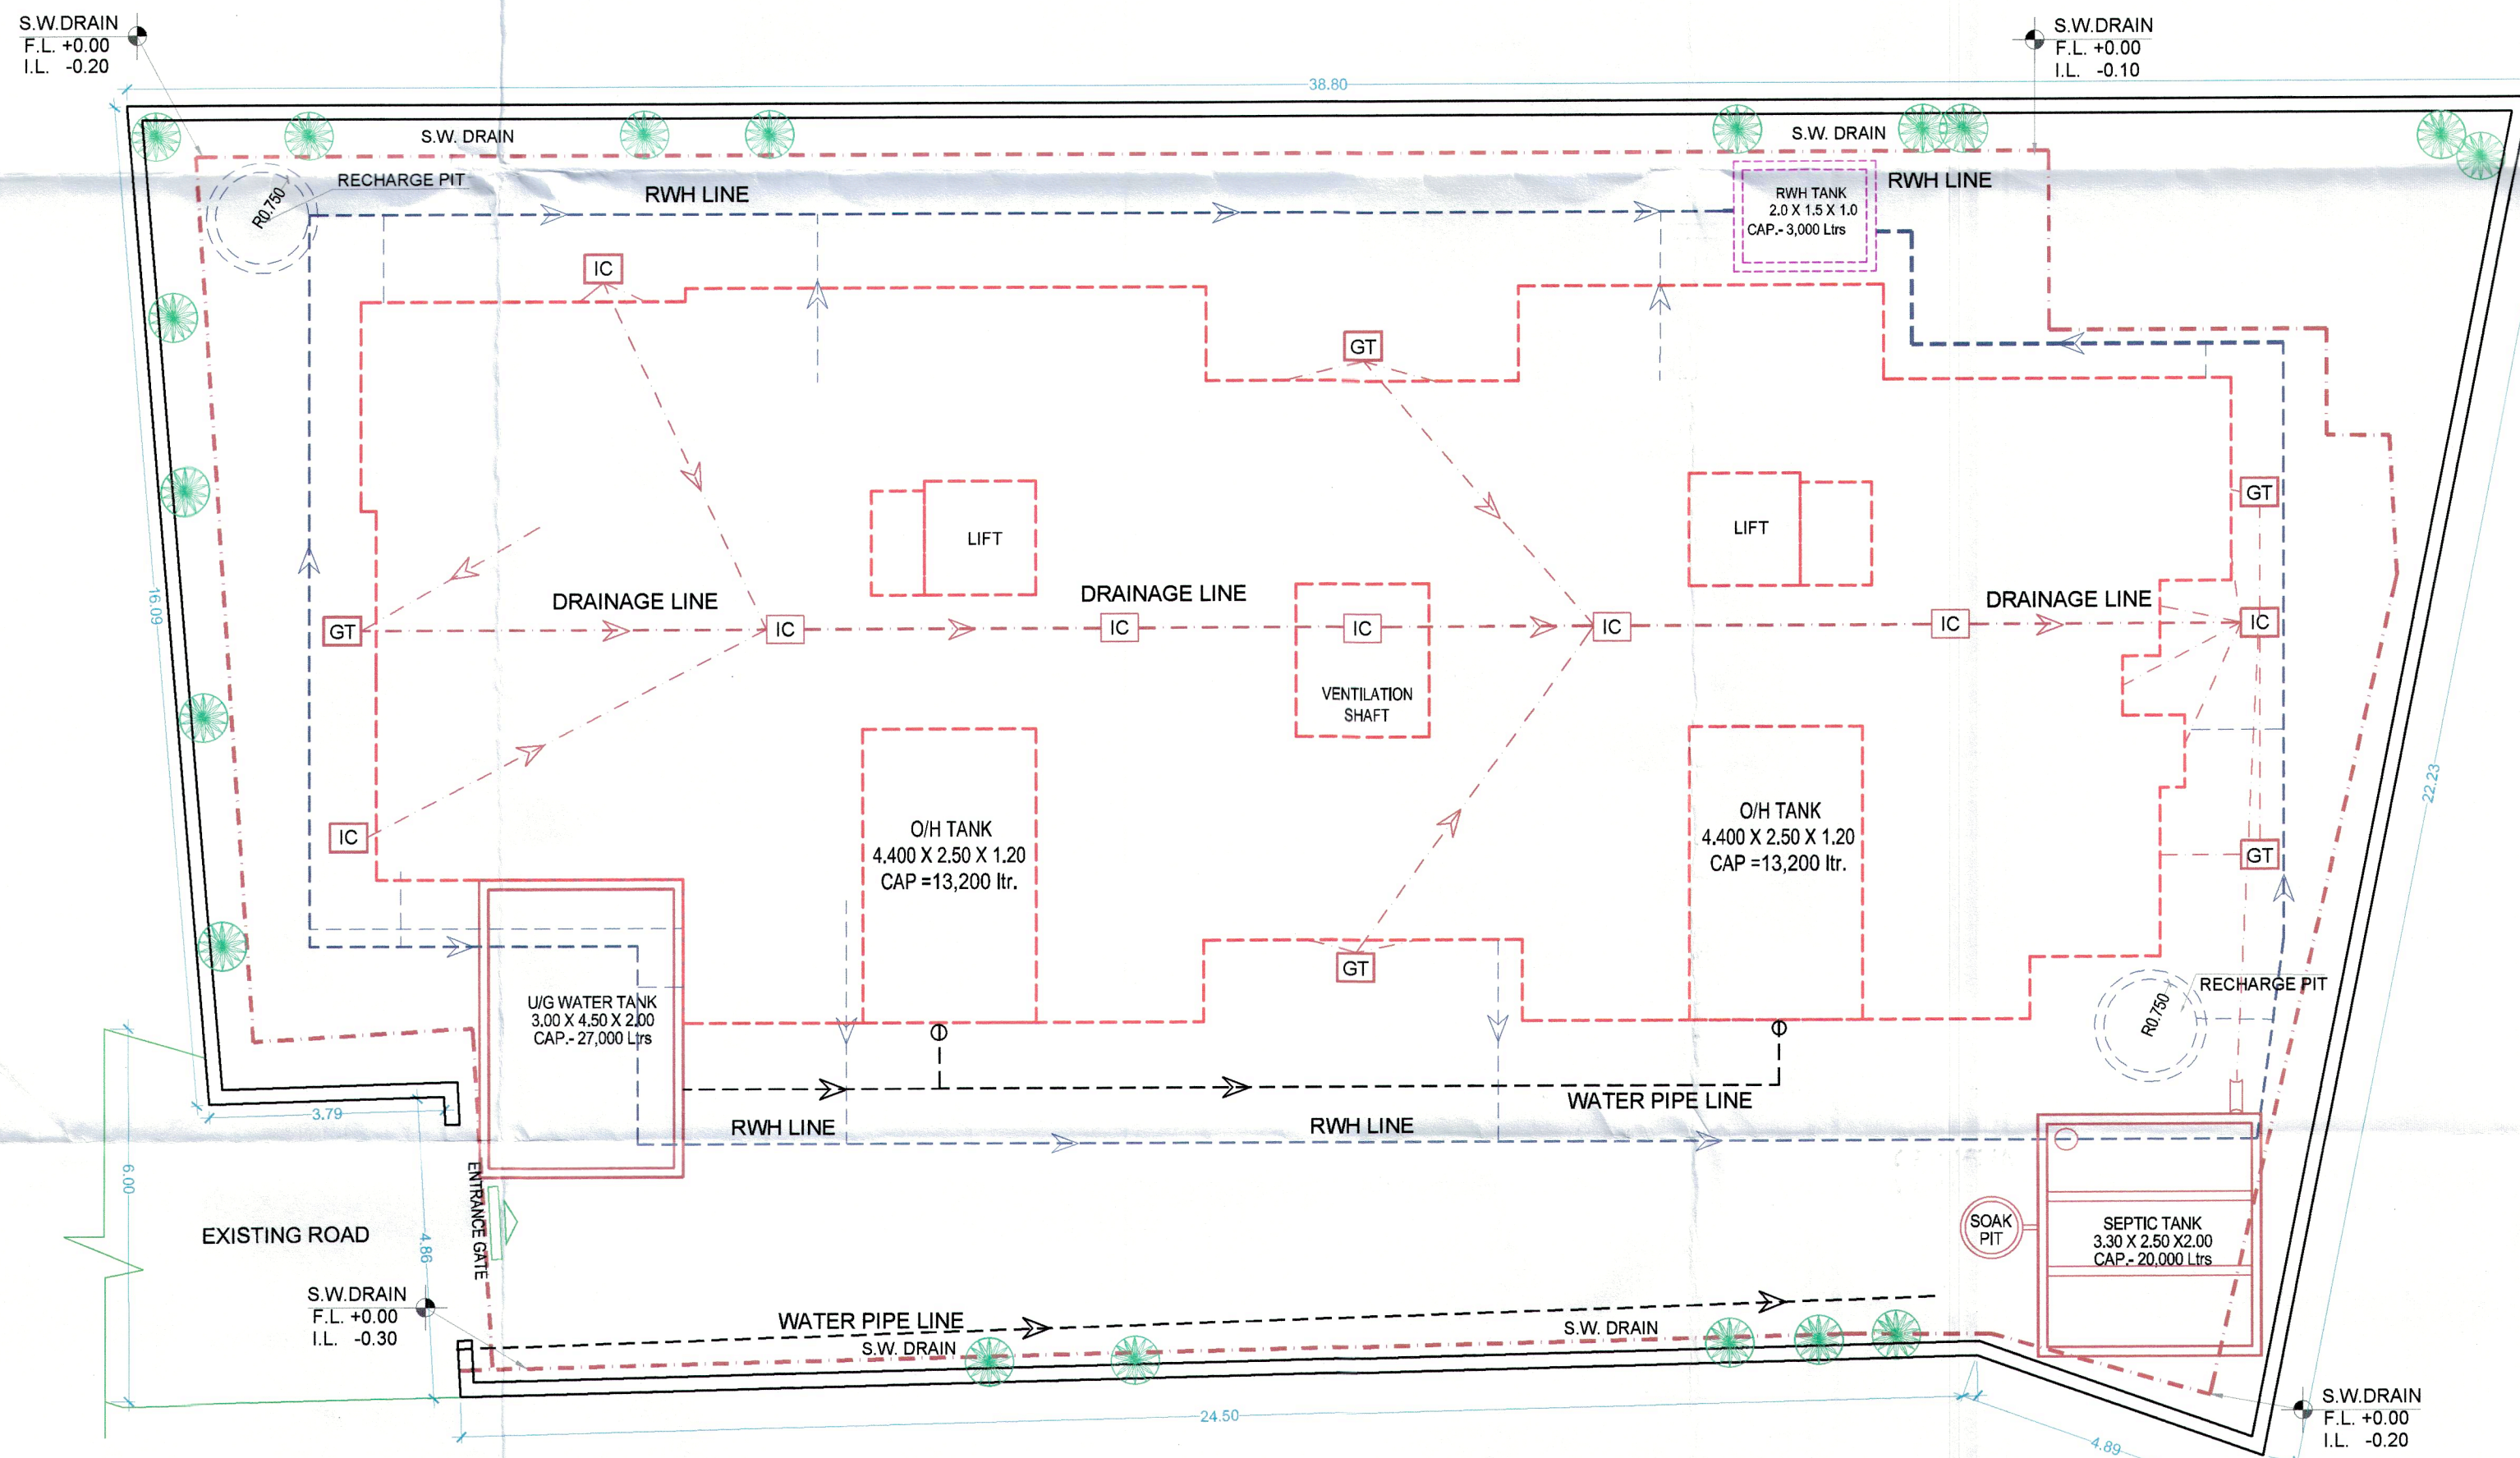 S.W.DRAIN
F.L. +0.00
I.L. -0.20
S.W.DRAIN
F.L. +0.00
I.L. -0.10
38.80
S.W. DRAIN
S.W. DRAIN
RECHARGE PIT
R0.750
RWH LINE
RWH TANK
2.0 X 1.5 X 1.0
CAP.- 3,000 Ltrs
RWH LINE
IC
GT
GT
LIFT
LIFT
16.09
DRAINAGE LINE
DRAINAGE LINE
DRAINAGE LINE
GT
IC
IC
IC
IC
IC
IC
VENTILATION
SHAFT
22.23
IC
O/H TANK
4.400 X 2.50 X 1.20
CAP =13,200 ltr.
O/H TANK
4.400 X 2.50 X 1.20
CAP =13,200 ltr.
GT
GT
RECHARGE PIT
R0.750
U/G WATER TANK
3.00 X 4.50 X 2.00
CAP.- 27,000 Ltrs
3.79
WATER PIPE LINE
RWH LINE
RWH LINE
6.00
ENTRANCE GATE
EXISTING ROAD
4.86
SOAK
PIT
SEPTIC TANK
3.30 X 2.50 X2.00
CAP.- 20,000 Ltrs
S.W.DRAIN
F.L. +0.00
I.L. -0.30
WATER PIPE LINE
S.W. DRAIN
S.W. DRAIN
24.50
4.89
S.W.DRAIN
F.L. +0.00
I.L. -0.20